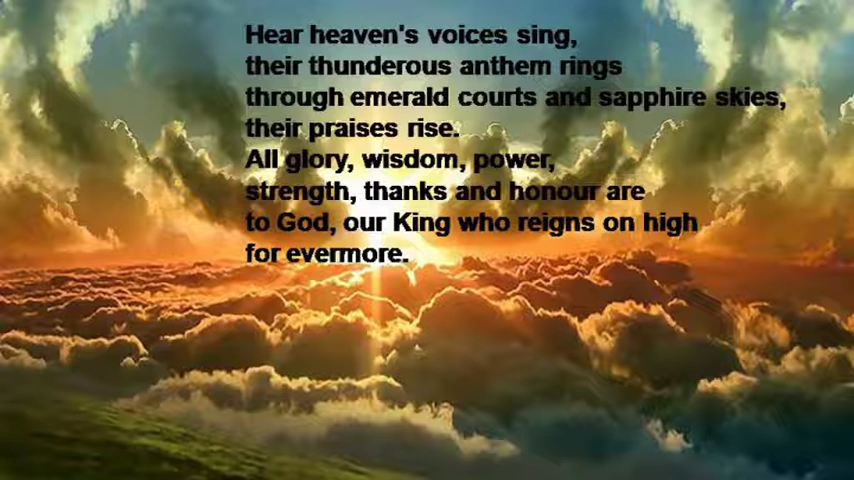 Hear heaven's voices sing,
their thunderous anthem rings
through emerald courts and sapphire skies,
their praises rise.
All glory, wisdom, power,
strength, thanks and honour are
to God, our King who reigns on high
for evermore.